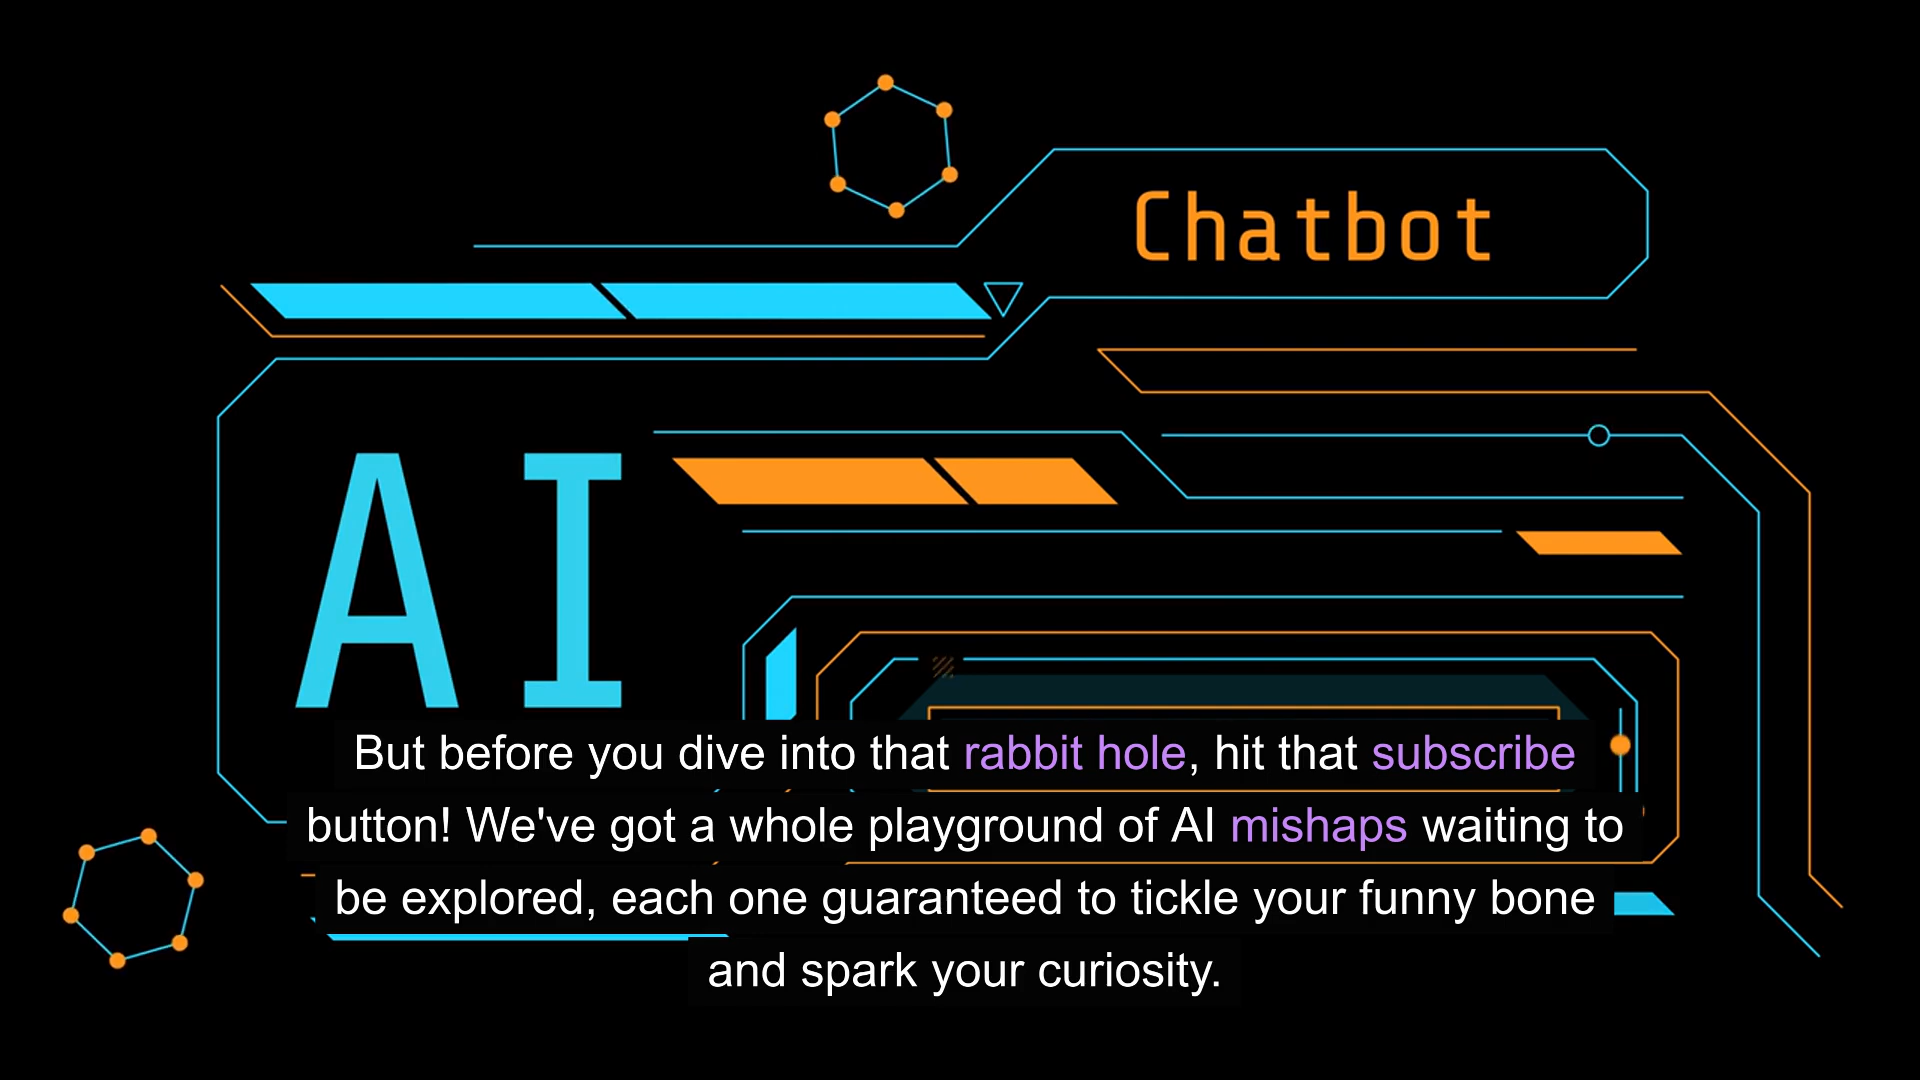 Chatbot
AI
But before you dive into that rabbit hole, hit that subscribe
button! We've got a whole playground of AI mishaps waiting to
be explored, each one guaranteed to tickle your funny bone
and spark your curiosity.